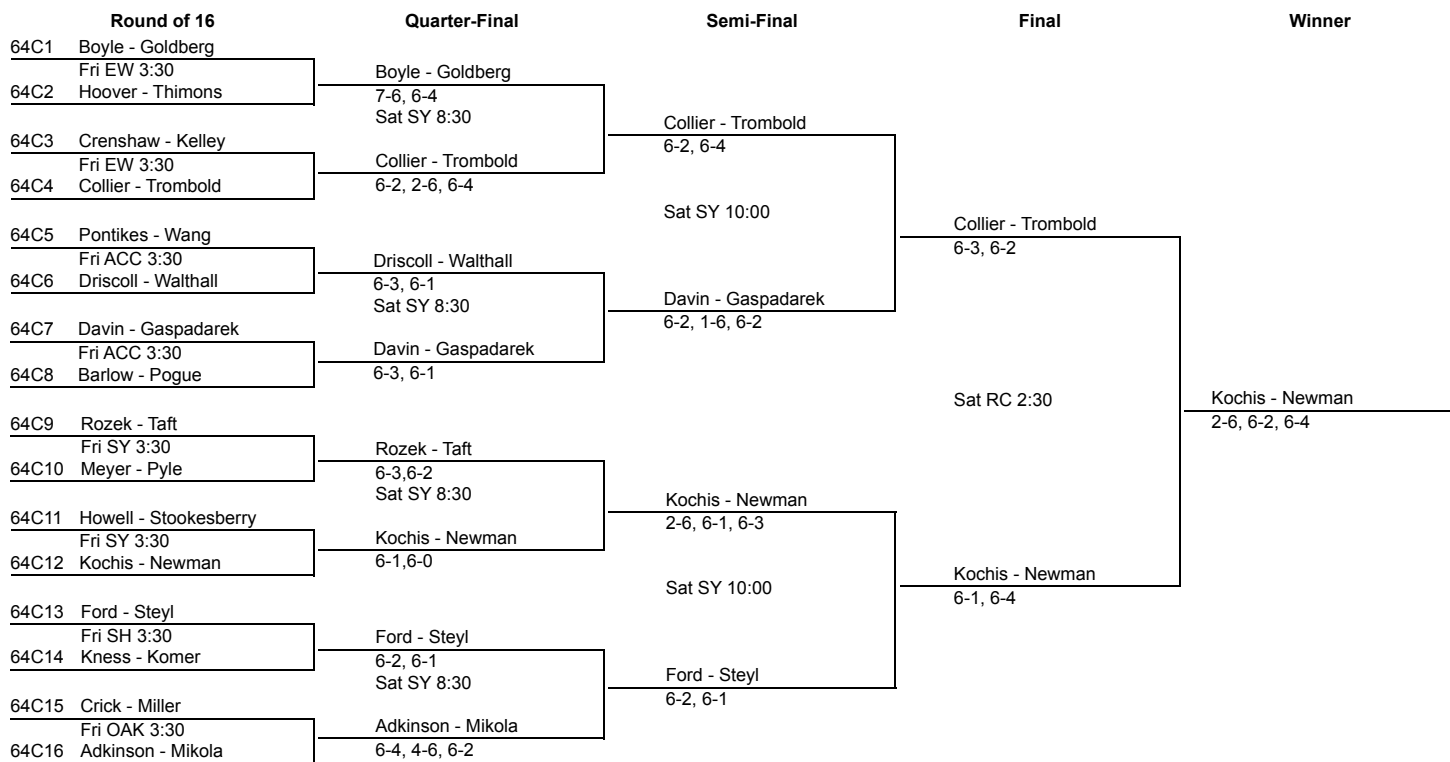 Round of 16 Quarter-Final Semi-Final Final Winner
64C1 Boyle - Goldberg
Fri EW 3:30
64C2 Hoover - Thimons
64C3 Crenshaw - Kelley
Fri EW 3:30
64C4 Collier - Trombold
64C5 Pontikes - Wang
Fri ACC 3:30
64C6 Driscoll - Walthall
64C7 Davin - Gaspadarek
Fri ACC 3:30
64C8 Barlow - Pogue
64C9 Rozek - Taft
Fri SY 3:30
64C10 Meyer - Pyle
64C11 Howell - Stookesberry
Fri SY 3:30
64C12 Kochis - Newman
64C13 Ford - Steyl
Fri SH 3:30
64C14 Kness - Komer
64C15 Crick - Miller
Fri OAK 3:30
64C16 Adkinson - Mikola
Boyle - Goldberg
7-6, 6-4
Sat SY 8:30
Collier - Trombold
6-2, 2-6, 6-4
Driscoll - Walthall
6-3, 6-1
Sat SY 8:30
Davin - Gaspadarek
6-3, 6-1
Rozek - Taft
6-3,6-2
Sat SY 8:30
Kochis - Newman
6-1,6-0
Ford - Steyl
6-2, 6-1
Sat SY 8:30
Adkinson - Mikola
6-4, 4-6, 6-2
Collier - Trombold
6-2, 6-4
Sat SY 10:00
Davin - Gaspadarek
6-2, 1-6, 6-2
Kochis - Newman
2-6, 6-1, 6-3
Sat SY 10:00
Ford - Steyl
6-2, 6-1
Collier - Trombold
6-3, 6-2
Sat RC 2:30
Kochis - Newman
6-1, 6-4
Kochis - Newman
2-6, 6-2, 6-4